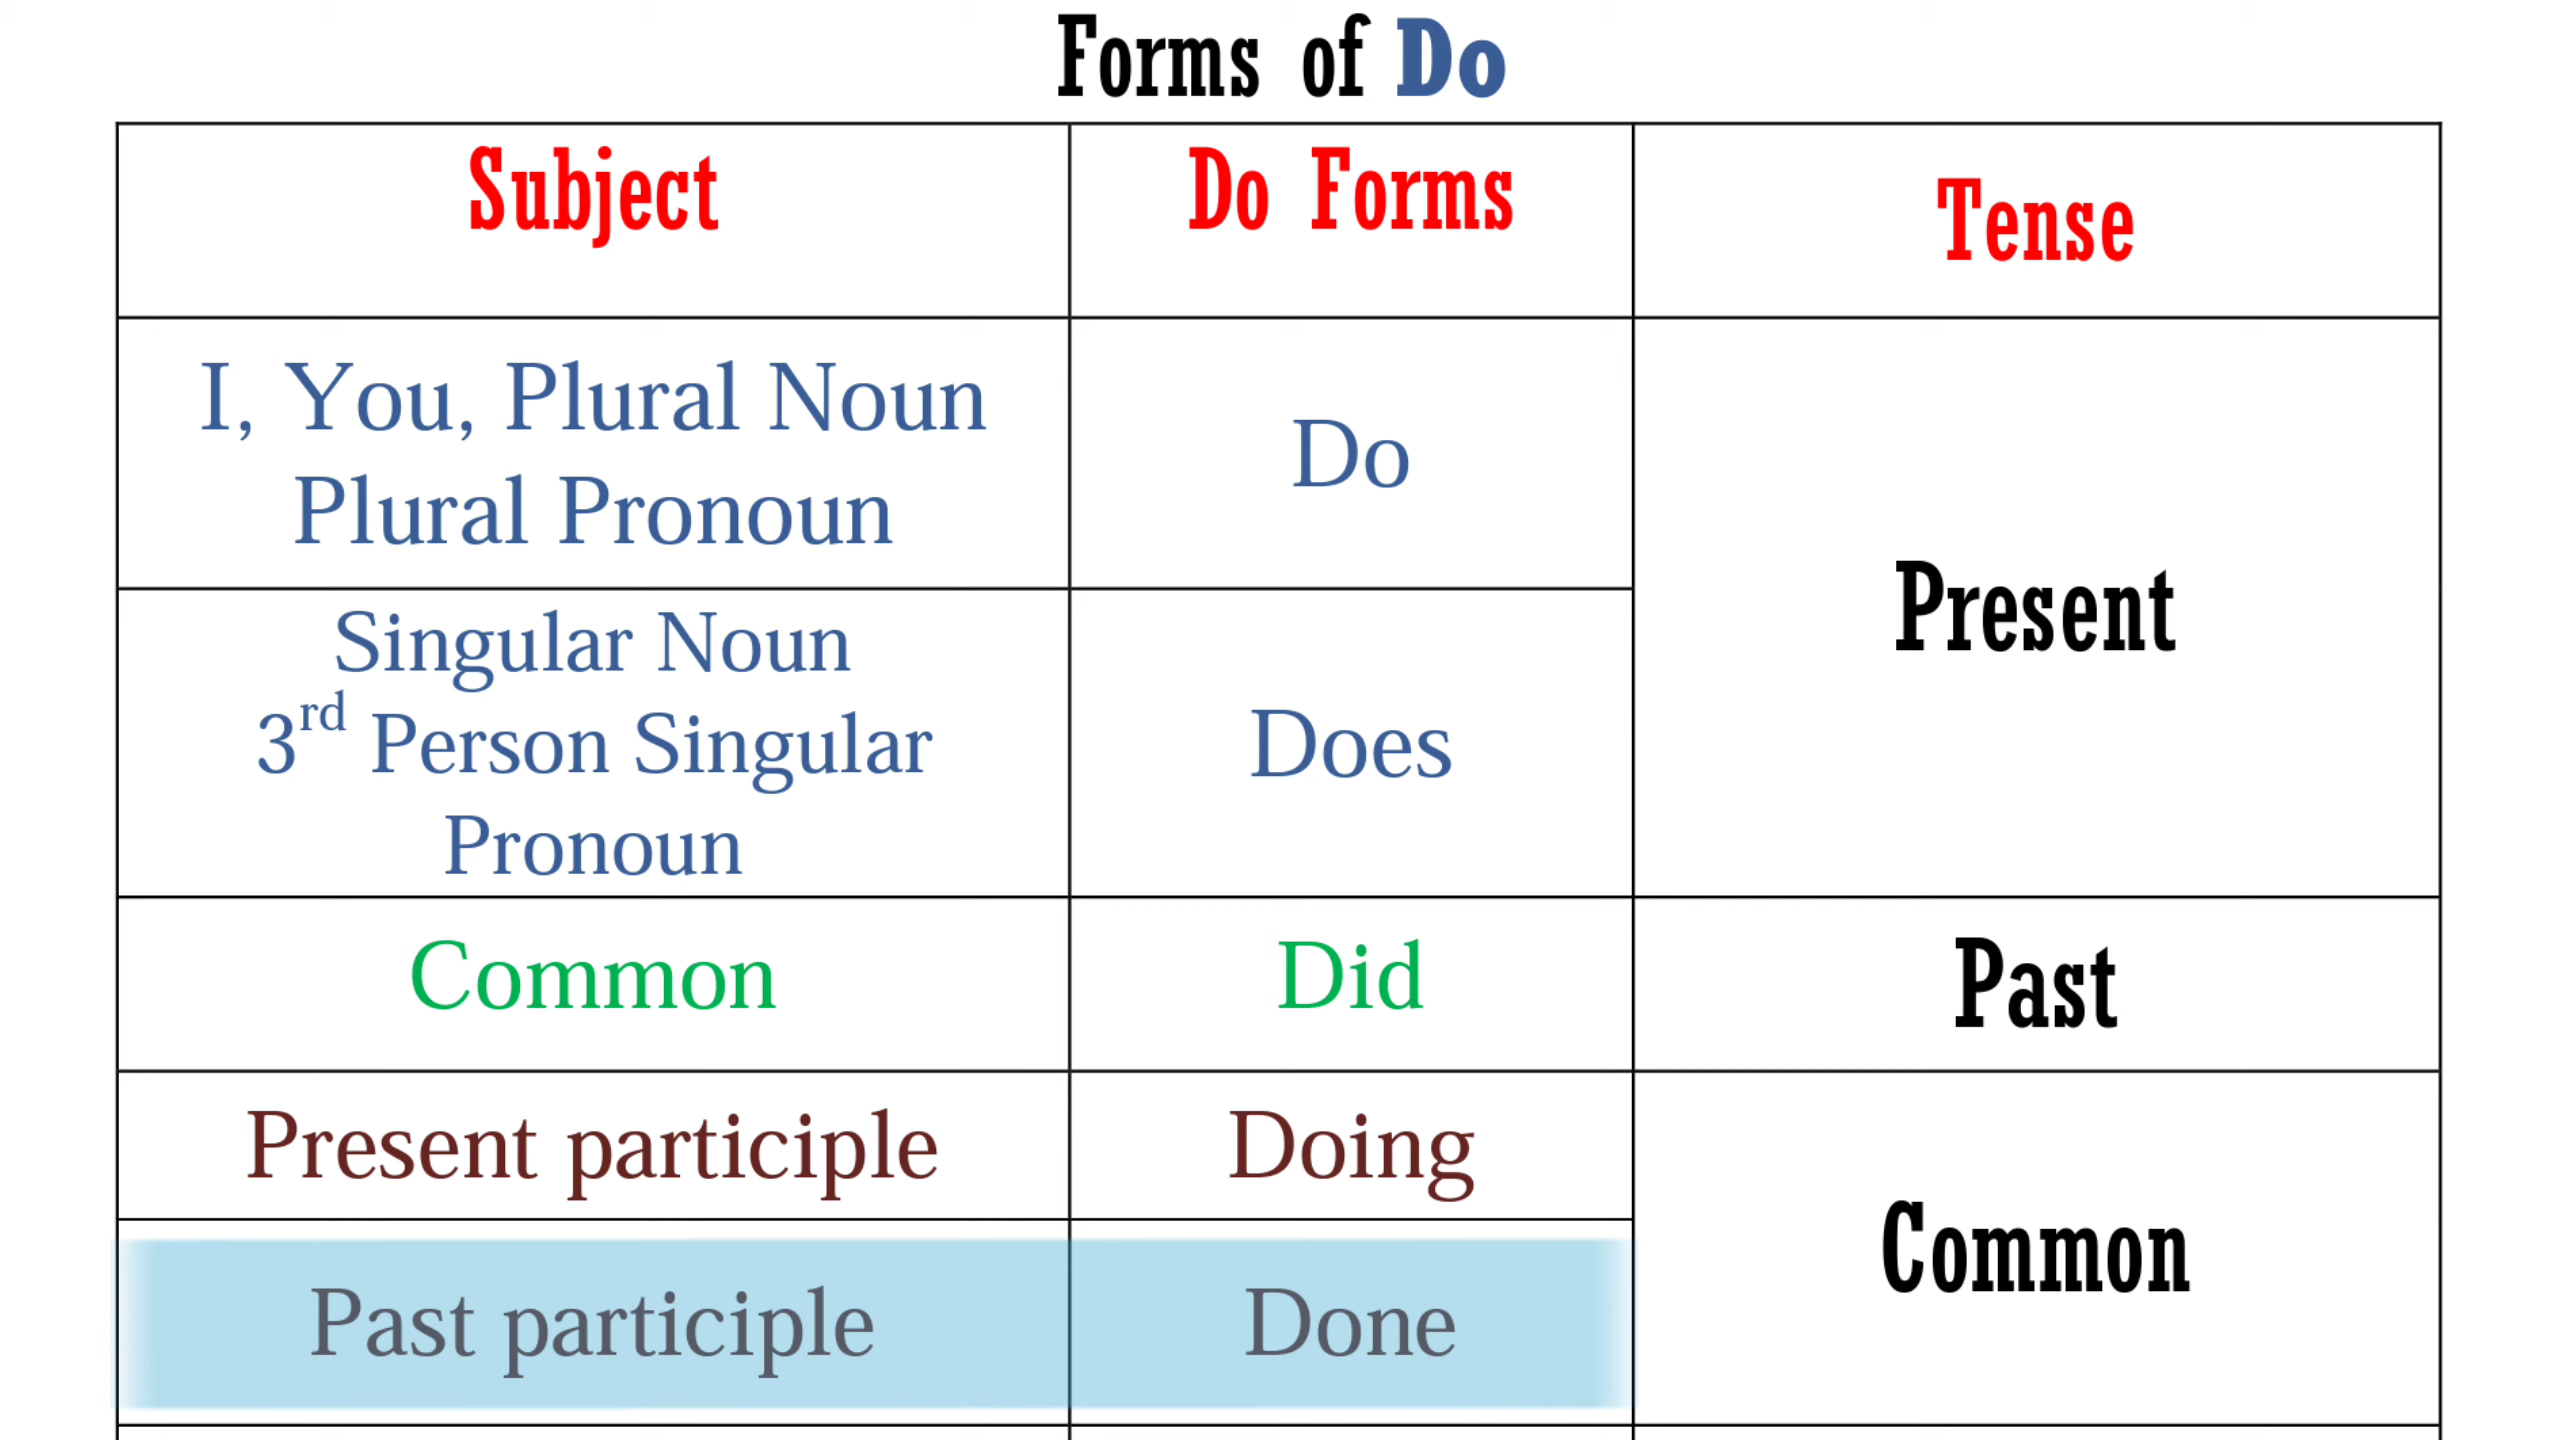 Forms of Do
Subject
Do Forms
Tense
I, You, Plural Noun
Plural Pronoun
Do
Present
Singular Noun
3rd Person Singular
Pronoun
Does
Common
Did
Past
Present participle
Doing
Common
Past participle
Done